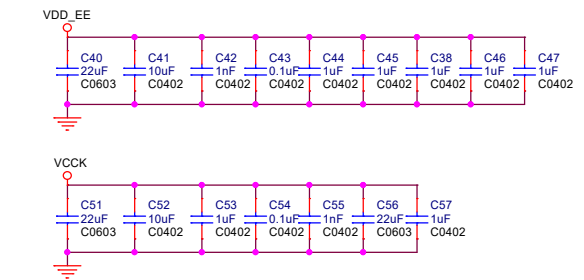 VDD_EE
C40 C41 C42 C43 C44 C45 C38 C46 C47
22uF 10uF 1nF 0.1uF 1uF 1uF 1uF 1uF 1uF
C0603 C0402 C0402 C0402 C0402 C0402 C0402 C0402 C0402
VCCK
C51 C52 C53 C54 C55 C56 C57
22uF 10uF 1uF 0.1uF 1nF 22uF 1uF
C0603 C0402 C0402 C0402 C0402 C0603 C0402